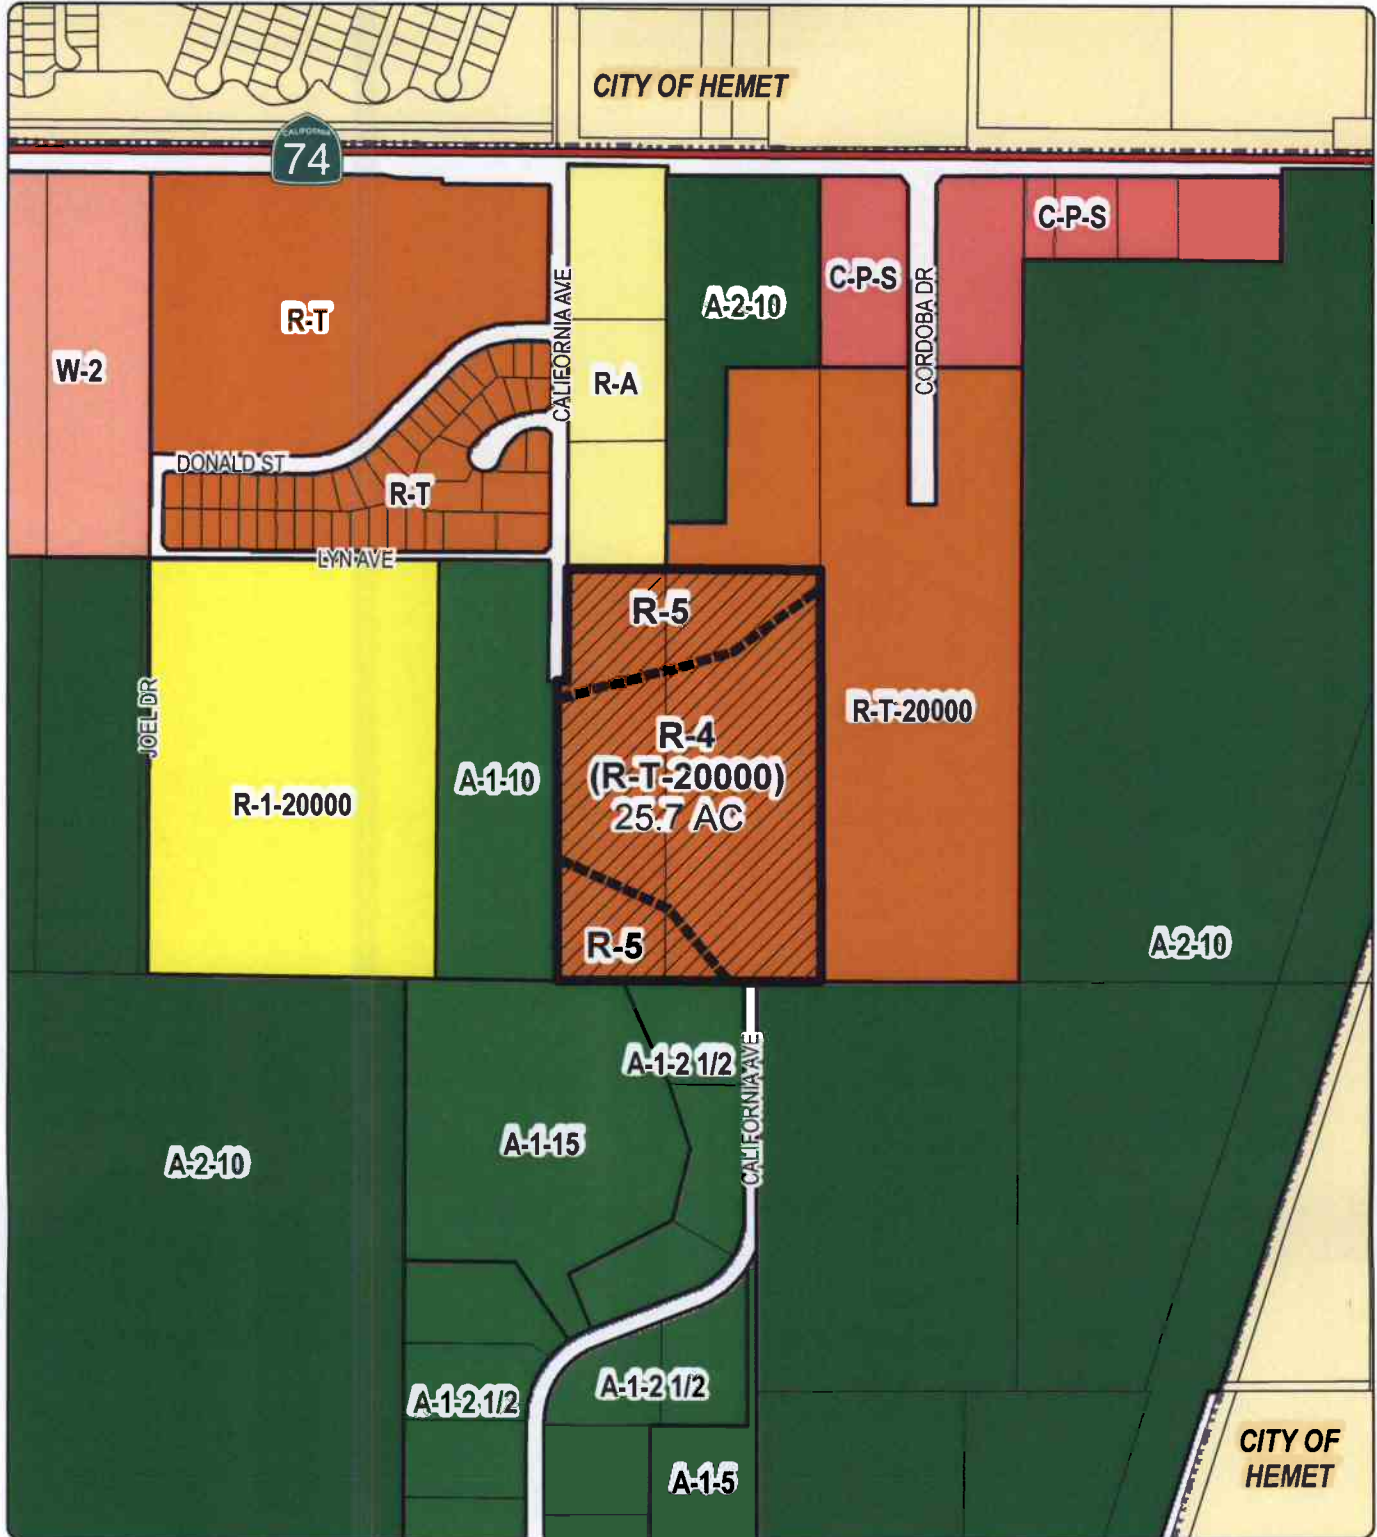 CITY OF HEMET
CALIFORNIA
74
C-P-S
C-P-S
A-2-10
R-T
CALIFORNIA AVE
CORDOBA DR
W-2
R-A
DONALD ST
R-T
LYN AVE
R-5
JOEL DR
R-T-20000
R-4
(R-T-20000)
25.7 AC
A-1-10
R-1-20000
R-5
A-2-10
A-1-2 1/2
CALIFORNIA AVE
A-1-15
A-2-10
A-1-2 1/2
A-1-2 1/2
CITY OF
HEMET
A-1-5